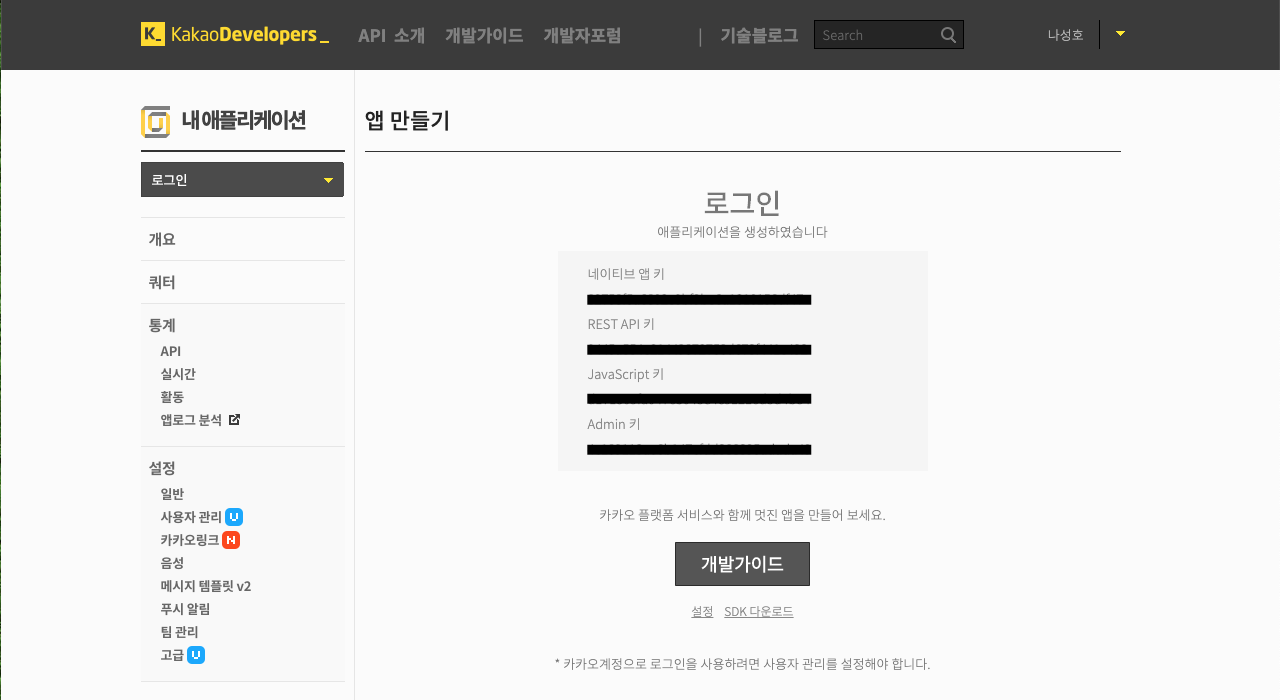 K_ KakaoDevelopers _ API 소개 개발가이드 개발자포럼 | 기술블로그 Search 나성호
내 애플리케이션
로그인
개요
쿼터
통계
API
실시간
활동
앱로그 분석
설정
일반
사용자 관리 U
카카오링크 N
음성
메시지 템플릿 v2
푸시 알림
팀 관리
고급 U
앱 만들기
로그인
애플리케이션을 생성하였습니다
네이티브 앱 키
REST API 키
JavaScript 키
Admin 키
카카오 플랫폼 서비스와 함께 멋진 앱을 만들어 보세요.
개발가이드
설정 SDK 다운로드
* 카카오계정으로 로그인을 사용하려면 사용자 관리를 설정해야 합니다.